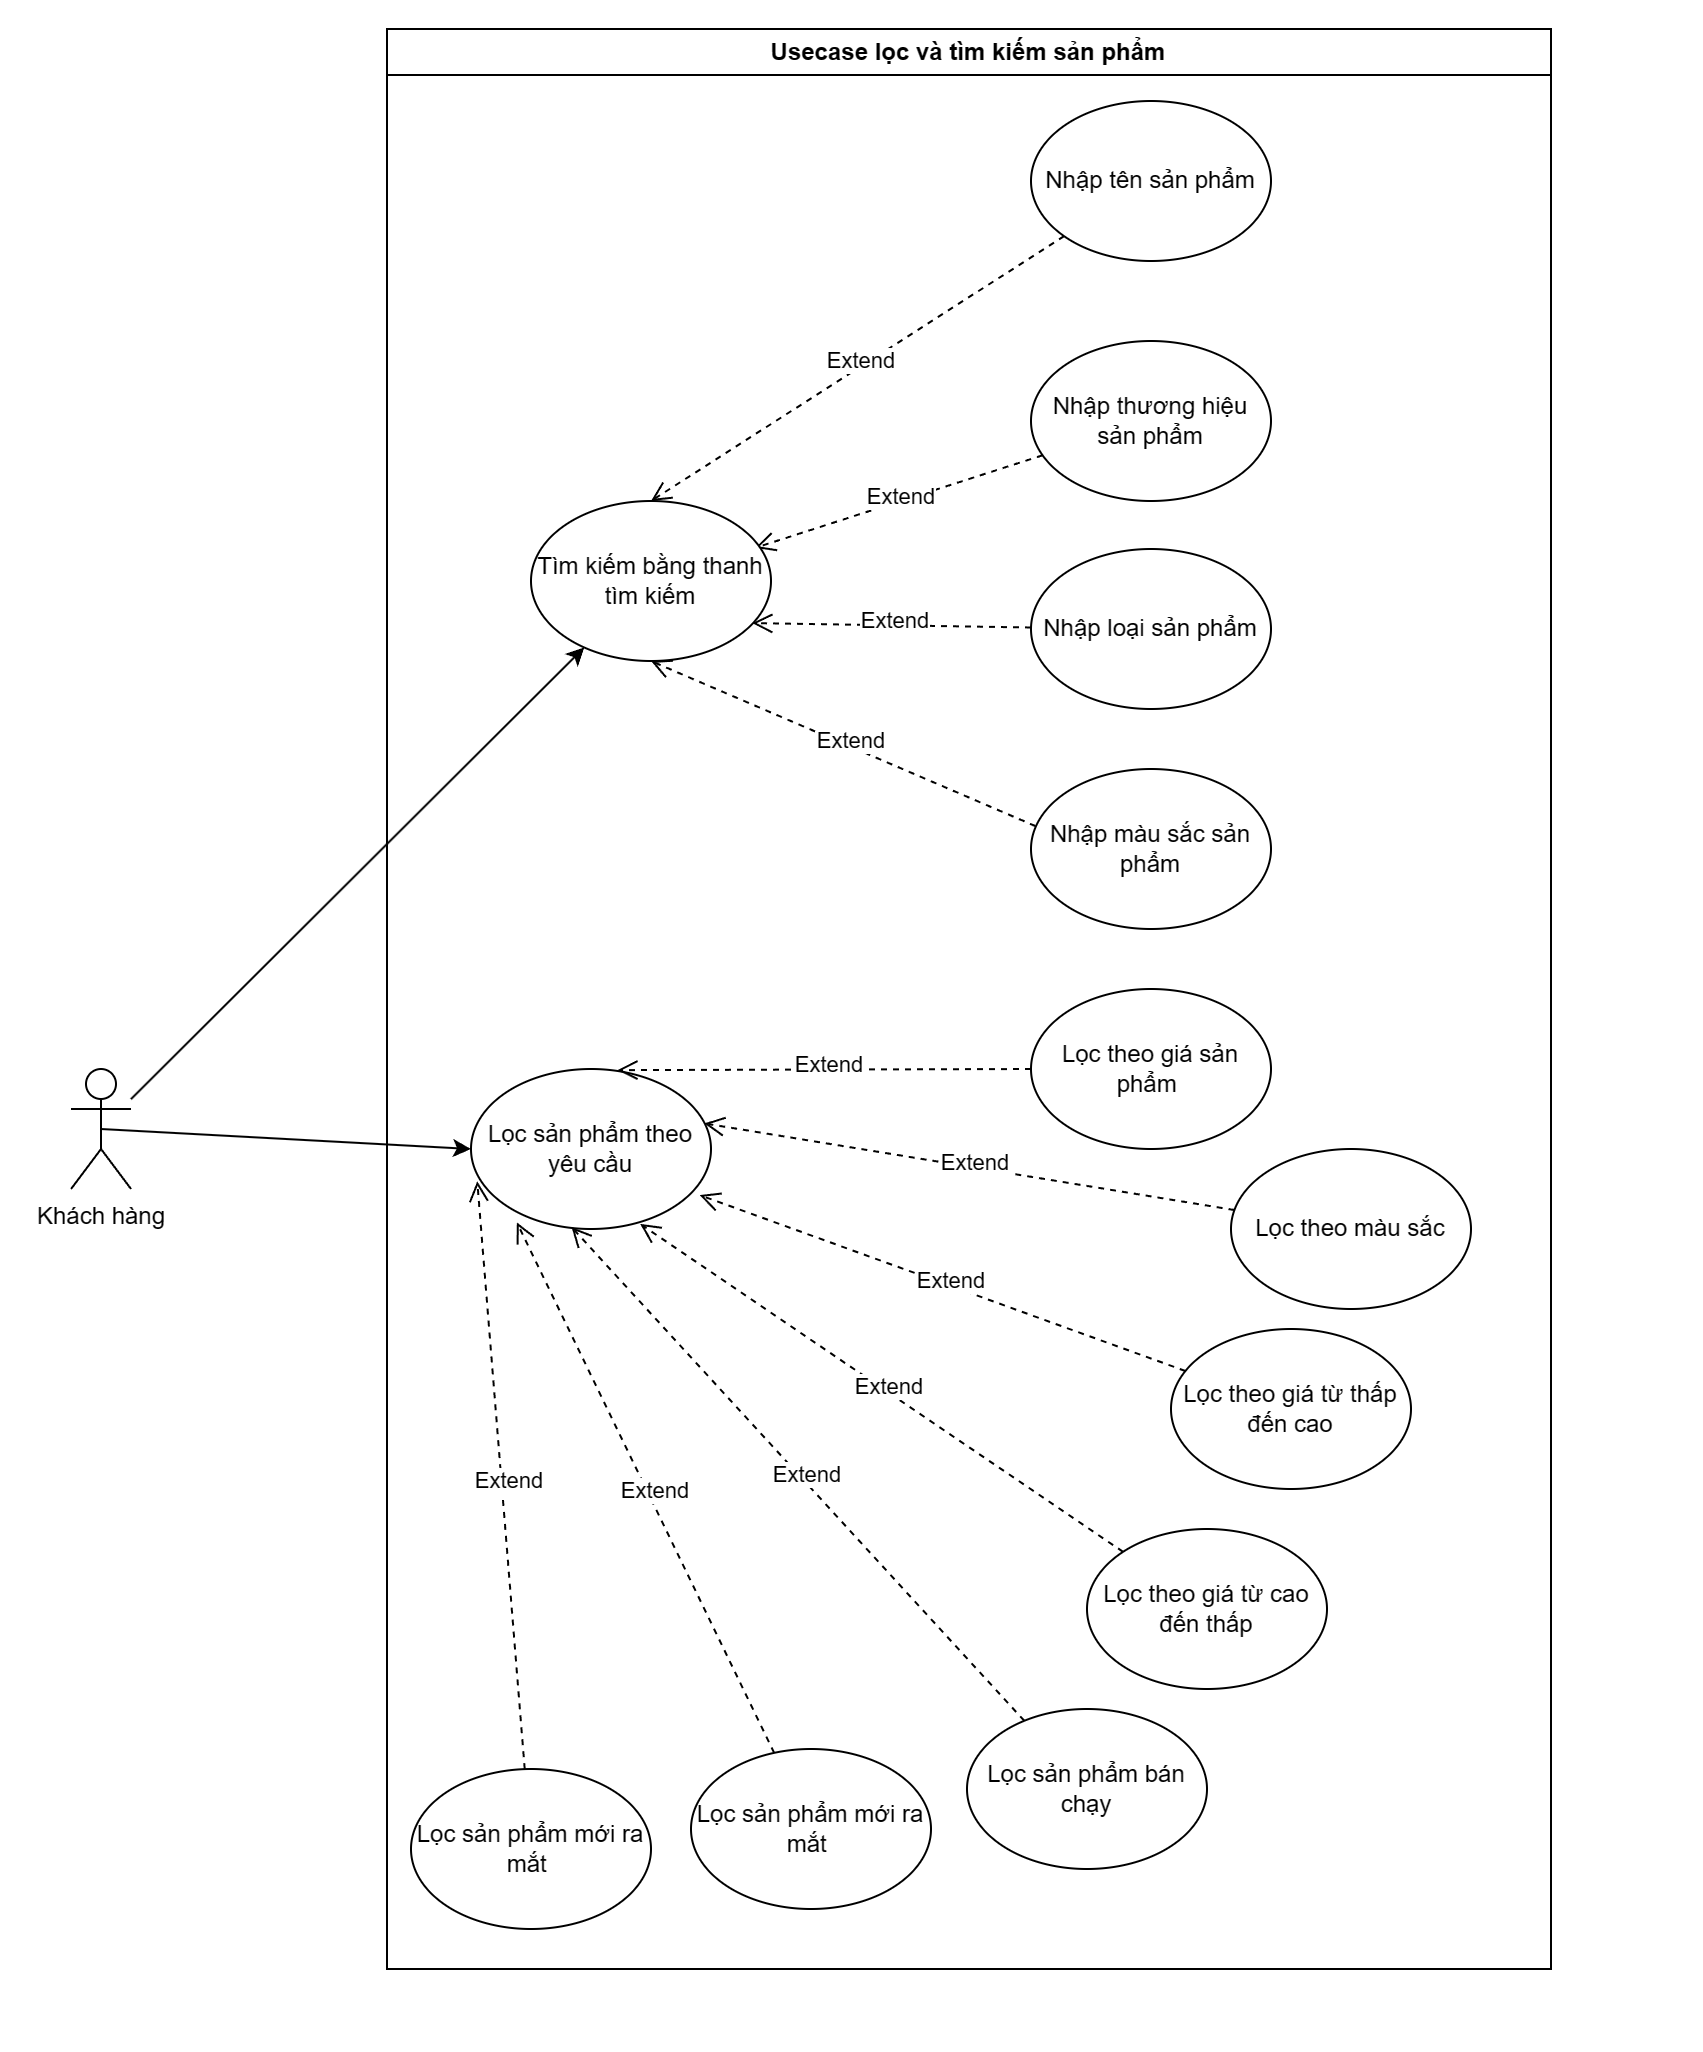 Usecase lọc và tìm kiếm sản phẩm
Nhập tên sản phẩm
Extend
Nhập thương hiệu
sản phẩm
Extend
Tìm kiếm bằng thanh
tìm kiếm
Extend
Nhập loại sản phẩm
Extend
Nhập màu sắc sản
phẩm
Extend
Lọc theo giá sản
phẩm
Lọc sản phẩm theo
yêu cầu
Extend
Khách hàng
Lọc theo màu sắc
Extend
Lọc theo giá từ thấp
đến cao
Extend
Lọc theo giá từ cao
đến thấp
Extend
Extend
Extend
Lọc sản phẩm bán
chạy
Lọc sản phẩm mới ra
mắt
Lọc sản phẩm mới ra
mắt